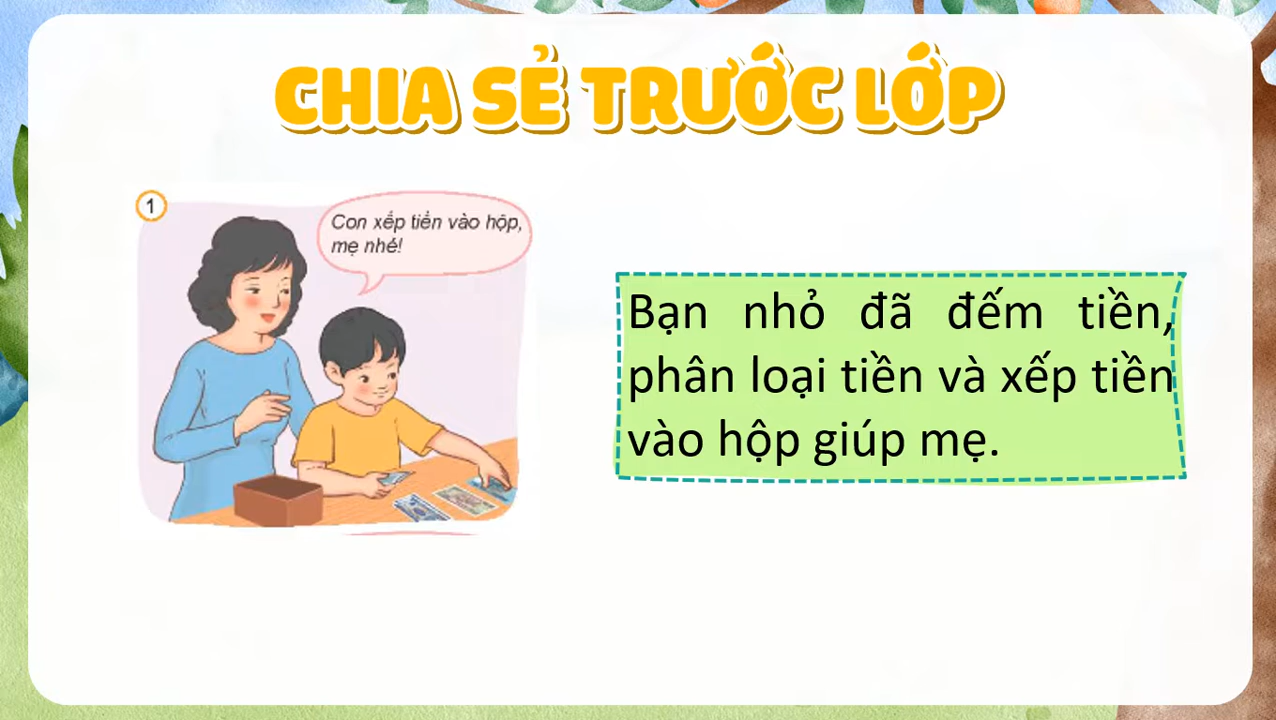 CHIA SẺ TRƯỚC LỚP
1
Con xếp tiền vào hộp,
mẹ nhé!
Bạn nhỏ đã đếm tiền,
phân loại tiền và xếp tiền
vào hộp giúp mẹ.